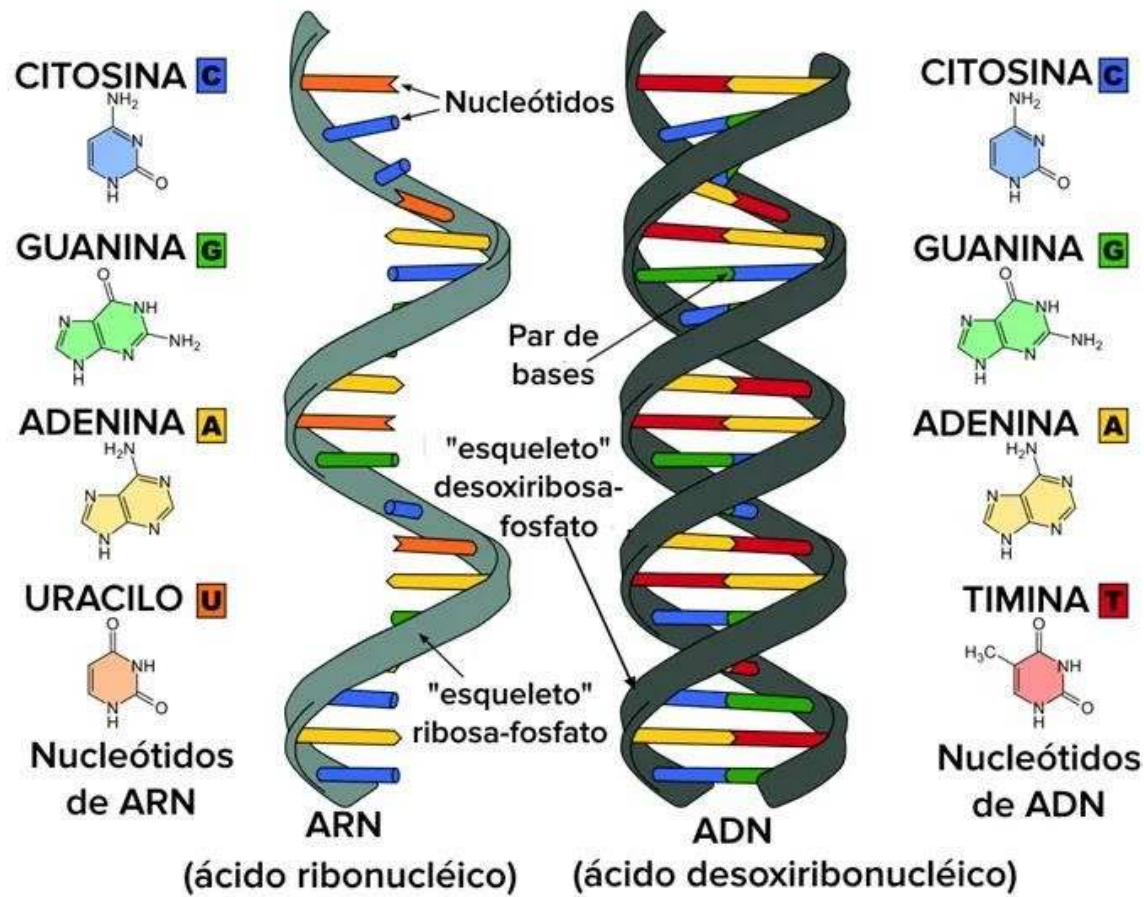 CITOSINA C
NH₂
N
N
H
O
GUANINA G
O
N
NH
N
H
N
NH₂
ADENINA A
H₂N
N
N
N
H
N
URACILO U
O
NH
N
H
O
Nucleótidos
de ARN
Nucleótidos
Par de
bases
"esqueleto"
desoxiribosa-
fosfato
"esqueleto"
ribosa-fosfato
ARN
(ácido ribonucléico)
ADN
(ácido desoxiribonucléico)
CITOSINA C
NH₂
N
N
H
O
GUANINA G
O
N
NH
N
H
N
NH₂
ADENINA A
H₂N
N
N
N
H
N
TIMINA T
O
H₃C
NH
N
H
O
Nucleótidos
de ADN